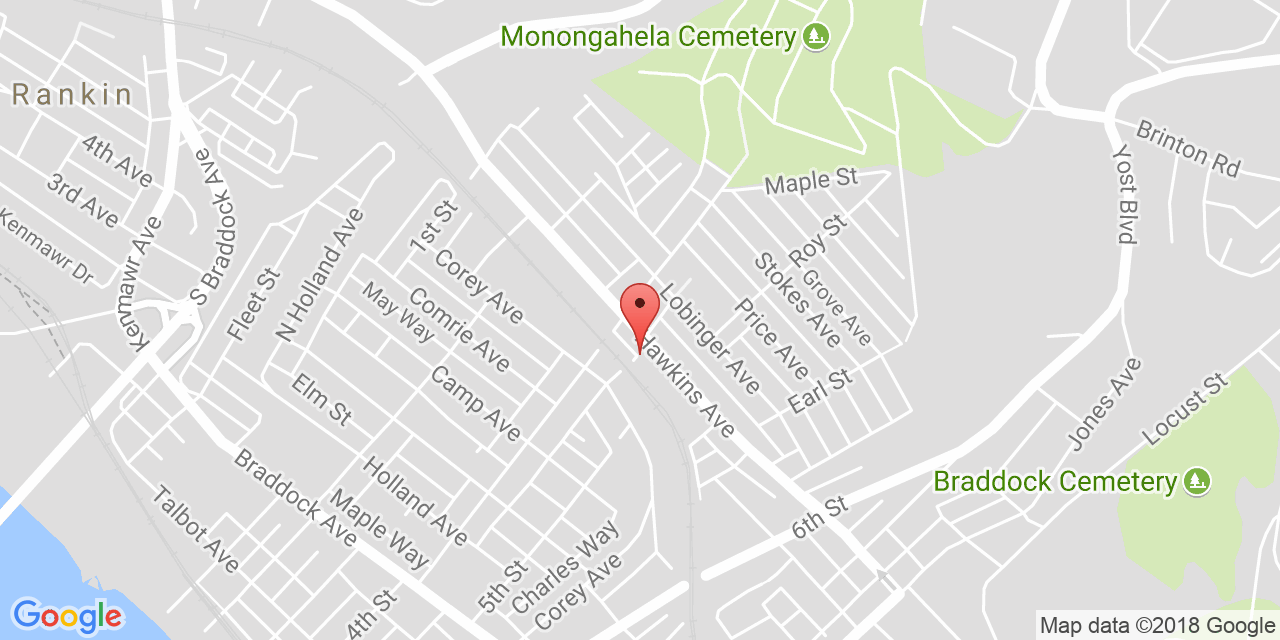 Monongahela Cemetery
Rankin
Brinton Rd
4th Ave
S Braddock Ave
Yost Blvd
Maple St
3rd Ave
Kenmawr Dr
Kenmawr Ave
1st St
N Holland Ave
Roy St
Corey Ave
Stokes Ave
Grove Ave
Fleet St
May Way
Comrie Ave
Lobinger Ave
Price Ave
Hawkins Ave
Earl St
Jones Ave
Locust St
Elm St
Camp Ave
Braddock Cemetery
Holland Ave
Braddock Ave
Maple Way
Talbot Ave
6th St
Charles Way
5th St
Corey Ave
4th St
Google
Map data ©2018 Google